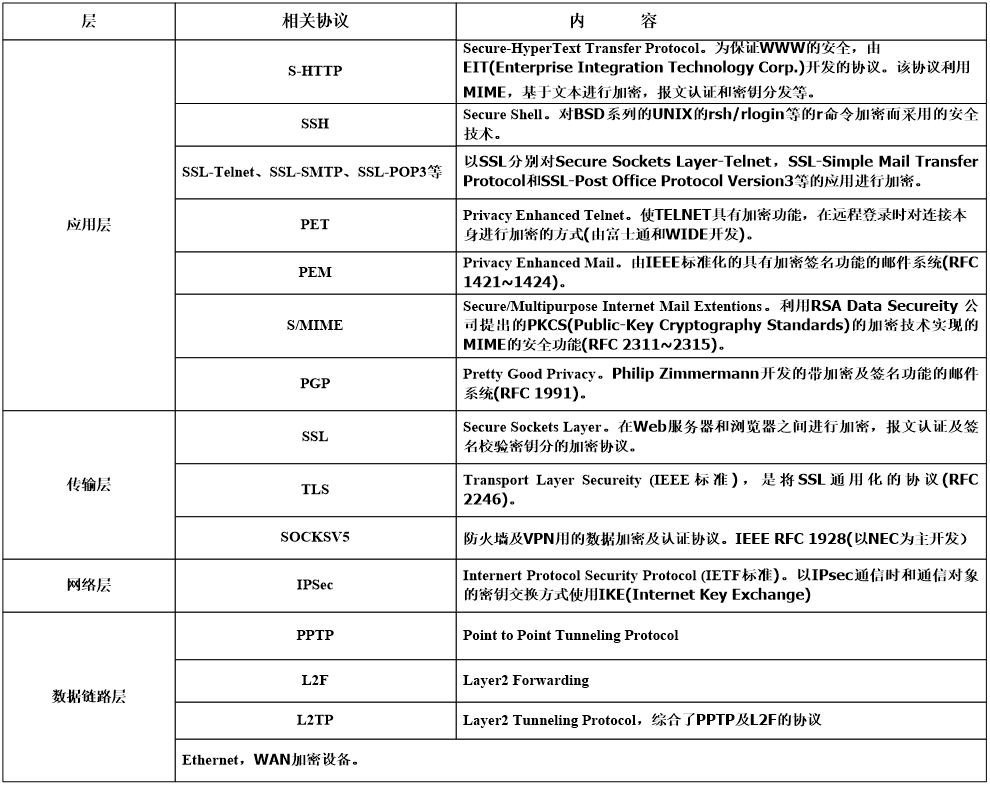 层 相关协议 内 容
应用层
S-HTTP
Secure-HyperText Transfer Protocol。为保证WWW的安全，由
EIT(Enterprise Integration Technology Corp.)开发的协议。该协议利用
MIME，基于文本进行加密，报文认证和密钥分发等。
SSH
Secure Shell。对BSD系列的UNIX的rsh/rlogin等的r命令加密而采用的安全
技术。
SSL-Telnet、SSL-SMTP、SSL-POP3等
以SSL分别对Secure Sockets Layer-Telnet，SSL-Simple Mail Transfer
Protocol和SSL-Post Office Protocol Version3等的应用进行加密。
PET
Privacy Enhanced Telnet。使TELNET具有加密功能，在远程登录时对连接本
身进行加密的方式(由富士通和WIDE开发)。
PEM
Privacy Enhanced Mail。由IEEE标准化的具有加密签名功能的邮件系统(RFC
1421~1424)。
S/MIME
Secure/Multipurpose Internet Mail Extentions。利用RSA Data Secureity 公
司提出的PKCS(Public-Key Cryptography Standards)的加密技术实现的
MIME的安全功能(RFC 2311~2315)。
PGP
Pretty Good Privacy。Philip Zimmermann开发的带加密及签名功能的邮件
系统(RFC 1991)。
传输层
SSL
Secure Sockets Layer。在Web服务器和浏览器之间进行加密，报文认证及签
名校验密钥分的加密协议。
TLS
Transport Layer Secureity (IEEE标准)，是将SSL通用化的协议(RFC
2246)。
SOCKSV5
防火墙及VPN用的数据加密及认证协议。IEEE RFC 1928(以NEC为主开发）
网络层
IPSec
Internert Protocol Security Protocol (IETF标准)。以IPsec通信时和通信对象
的密钥交换方式使用IKE(Internet Key Exchange)
数据链路层
PPTP
Point to Point Tunneling Protocol
L2F
Layer2 Forwarding
L2TP
Layer2 Tunneling Protocol，综合了PPTP及L2F的协议
Ethernet，WAN加密设备。